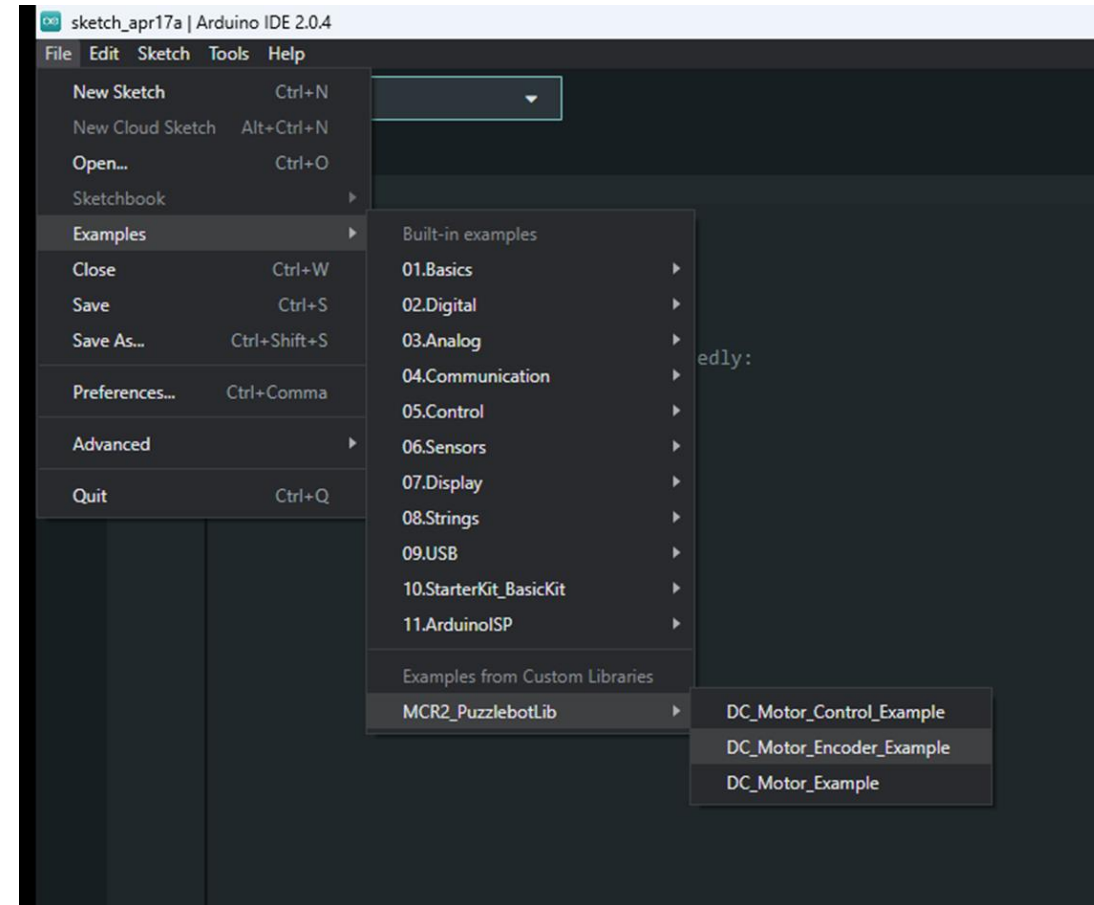 sketch_apr17a | Arduino IDE 2.0.4
File Edit Sketch Tools Help
New Sketch Ctrl+N
New Cloud Sketch Alt+Ctrl+N
Open... Ctrl+O
Sketchbook
Examples
Close Ctrl+W
Save Ctrl+S
Save As... Ctrl+Shift+S
Preferences... Ctrl+Comma
Advanced
Quit Ctrl+Q
Built-in examples
01.Basics
02.Digital
03.Analog
04.Communication
05.Control
06.Sensors
07.Display
08.Strings
09.USB
10.StarterKit_BasicKit
11.ArduinoISP
Examples from Custom Libraries
MCR2_PuzzlebotLib
DC_Motor_Control_Example
DC_Motor_Encoder_Example
DC_Motor_Example
edly: